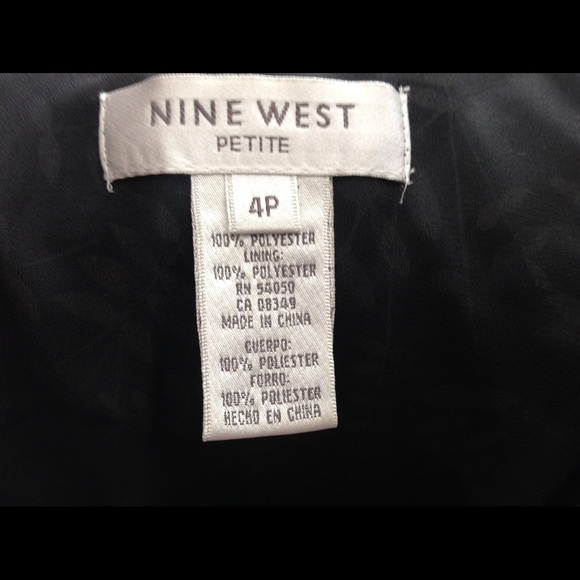 NINE WEST
PETITE
4P
100% POLYESTER
LINING:
100% POLYESTER
RN 54050
CA 08349
MADE IN CHINA
CUERPO:
100% POLIESTER
FORRO:
100% POLIESTER
HECHO EN CHINA